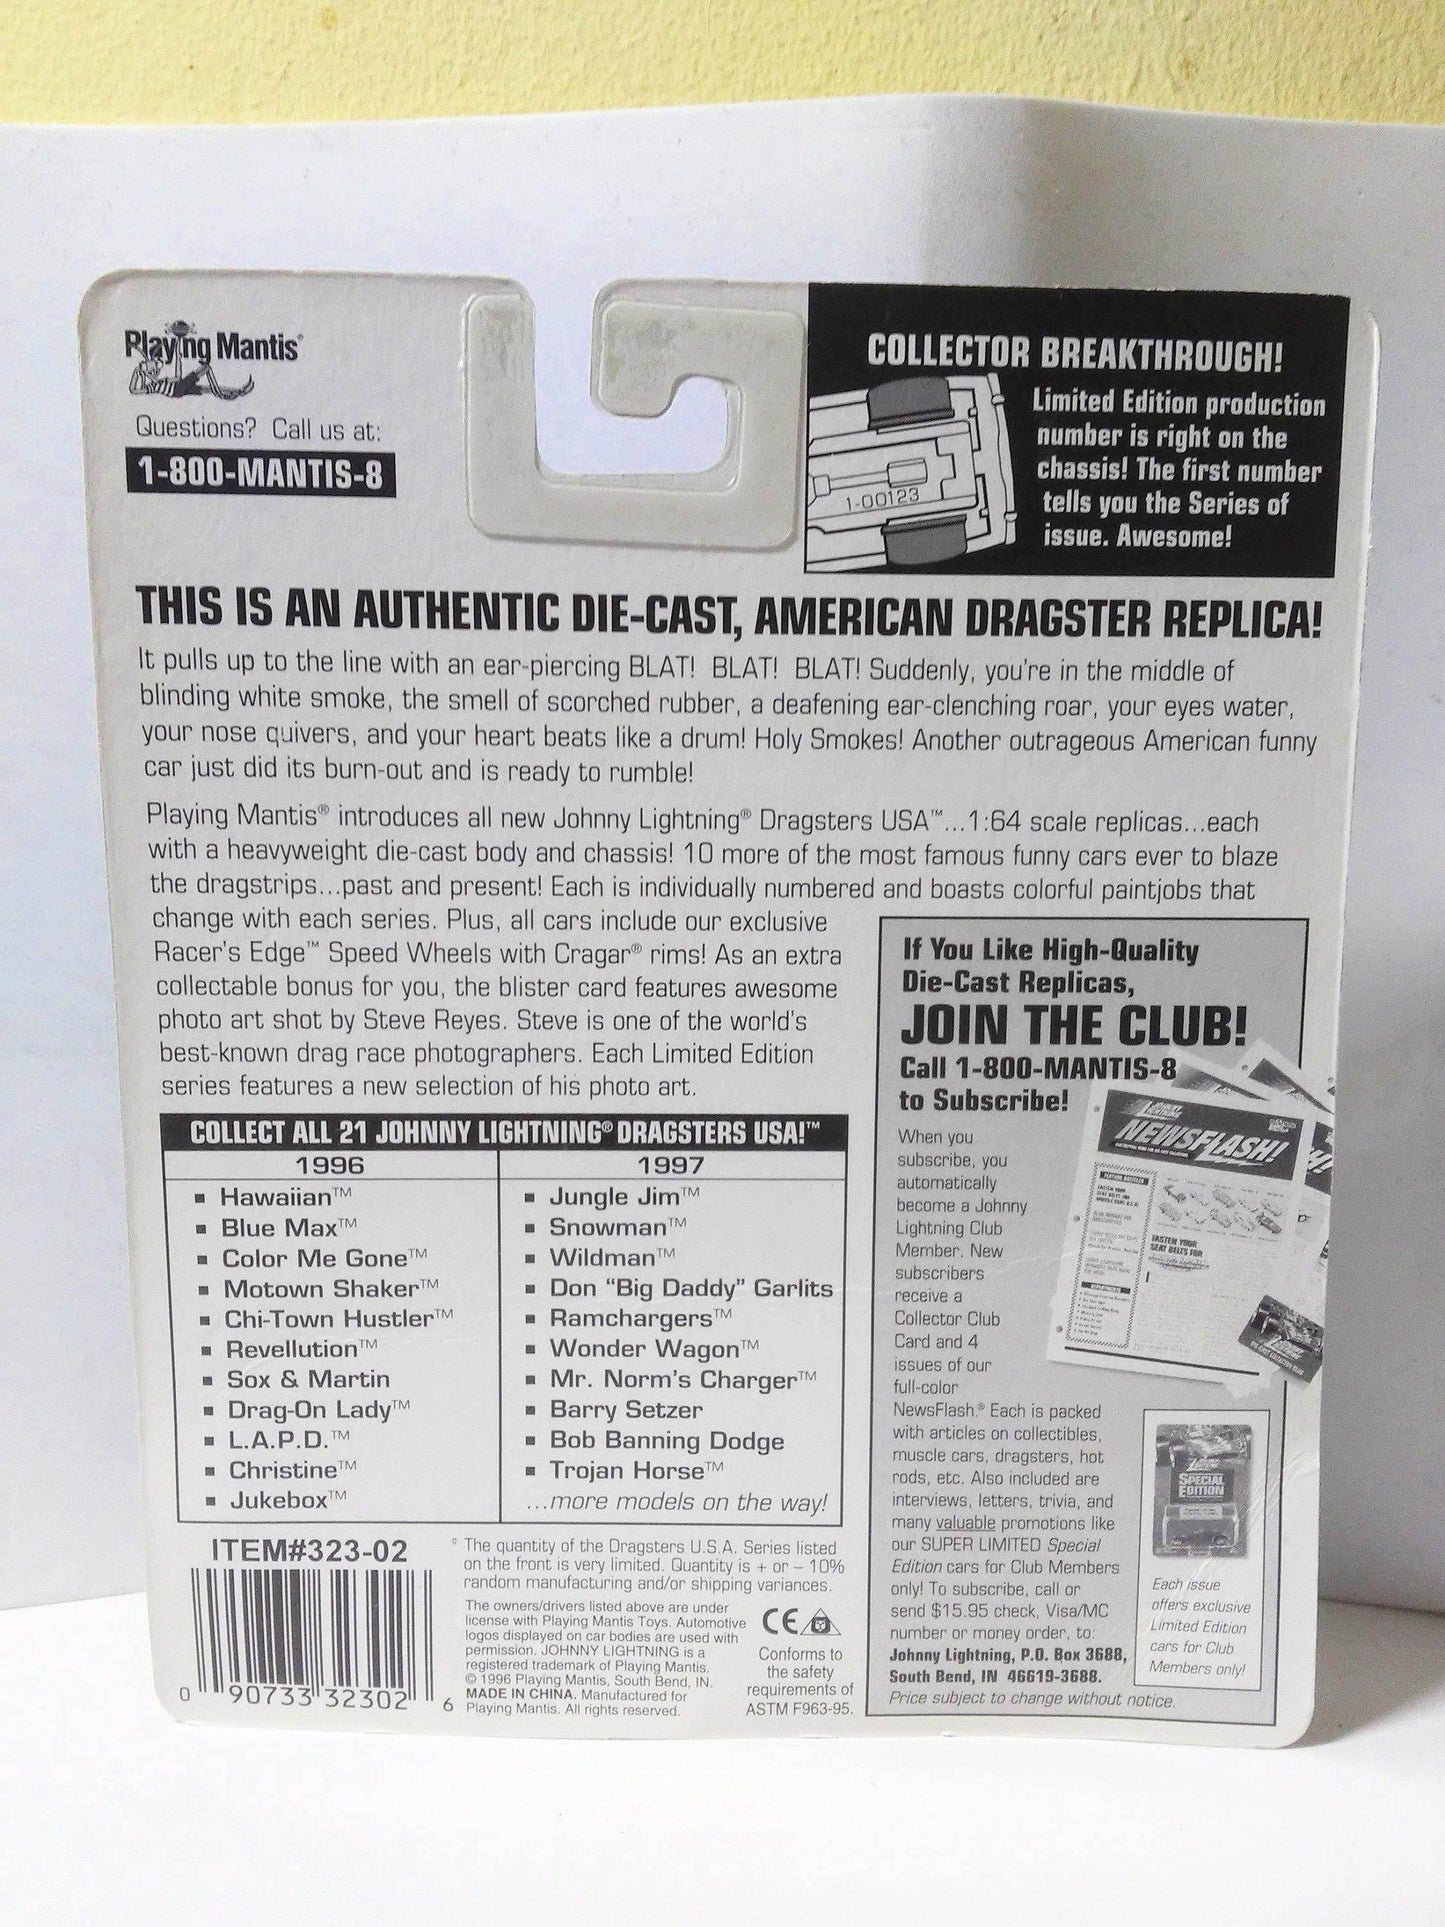 Playing Mantis®
Questions? Call us at:
1-800-MANTIS-8
COLLECTOR BREAKTHROUGH!
Limited Edition production
number is right on the
chassis! The first number
tells you the Series of
issue. Awesome!
1-00123
THIS IS AN AUTHENTIC DIE-CAST, AMERICAN DRAGSTER REPLICA!
It pulls up to the line with an ear-piercing BLAT! BLAT! BLAT! Suddenly, you're in the middle of
blinding white smoke, the smell of scorched rubber, a deafening ear-clenching roar, your eyes water,
your nose quivers, and your heart beats like a drum! Holy Smokes! Another outrageous American funny
car just did its burn-out and is ready to rumble!
Playing Mantis® introduces all new Johnny Lightning® Dragsters USA™...1:64 scale replicas...each
with a heavyweight die-cast body and chassis! 10 more of the most famous funny cars ever to blaze
the dragstrips...past and present! Each is individually numbered and boasts colorful paintjobs that
change with each series. Plus, all cars include our exclusive
Racer's Edge™ Speed Wheels with Cragar® rims! As an extra
collectable bonus for you, the blister card features awesome
photo art shot by Steve Reyes. Steve is one of the world's
best-known drag race photographers. Each Limited Edition
series features a new selection of his photo art.
COLLECT ALL 21 JOHNNY LIGHTNING® DRAGSTERS USA!™
1996
▪ Hawaiian™
▪ Blue Max™
▪ Color Me Gone™
▪ Motown Shaker™
▪ Chi-Town Hustler™
▪ Revellution™
▪ Sox & Martin
▪ Drag-On Lady™
▪ L.A.P.D.™
▪ Christine™
▪ Jukebox™
1997
▪ Jungle Jim™
▪ Snowman™
▪ Wildman™
▪ Don "Big Daddy" Garlits
▪ Ramchargers™
▪ Wonder Wagon™
▪ Mr. Norm's Charger™
▪ Barry Setzer
▪ Bob Banning Dodge
▪ Trojan Horse™
...more models on the way!
ITEM#323-02
0 90733 32302 6
* The quantity of the Dragsters U.S.A. Series listed
on the front is very limited. Quantity is + or – 10%
random manufacturing and/or shipping variances.
The owners/drivers listed above are under
license with Playing Mantis Toys. Automotive
logos displayed on car bodies are used with
permission. JOHNNY LIGHTNING is a
registered trademark of Playing Mantis.
© 1996 Playing Mantis, South Bend, IN.
MADE IN CHINA. Manufactured for
Playing Mantis. All rights reserved.
CE
Conforms to
the safety
requirements of
ASTM F963-95.
If You Like High-Quality
Die-Cast Replicas,
JOIN THE CLUB!
Call 1-800-MANTIS-8
to Subscribe!
When you
subscribe, you
automatically
become a Johnny
Lightning Club
Member. New
subscribers
receive a
Collector Club
Card and 4
issues of our
full-color
NewsFlash.® Each is packed
with articles on collectibles,
muscle cars, dragsters, hot
rods, etc. Also included are
interviews, letters, trivia, and
many valuable promotions like
our SUPER LIMITED Special
Edition cars for Club Members
only! To subscribe, call or
send $15.95 check, Visa/MC
number or money order, to:
Johnny Lightning, P.O. Box 3688,
South Bend, IN 46619-3688.
Price subject to change without notice.
NEWSFLASH!
FASTEN YOUR
SEAT BELTS FOR
SPECIAL
EDITION
Each issue
offers exclusive
Limited Edition
cars for Club
Members only!